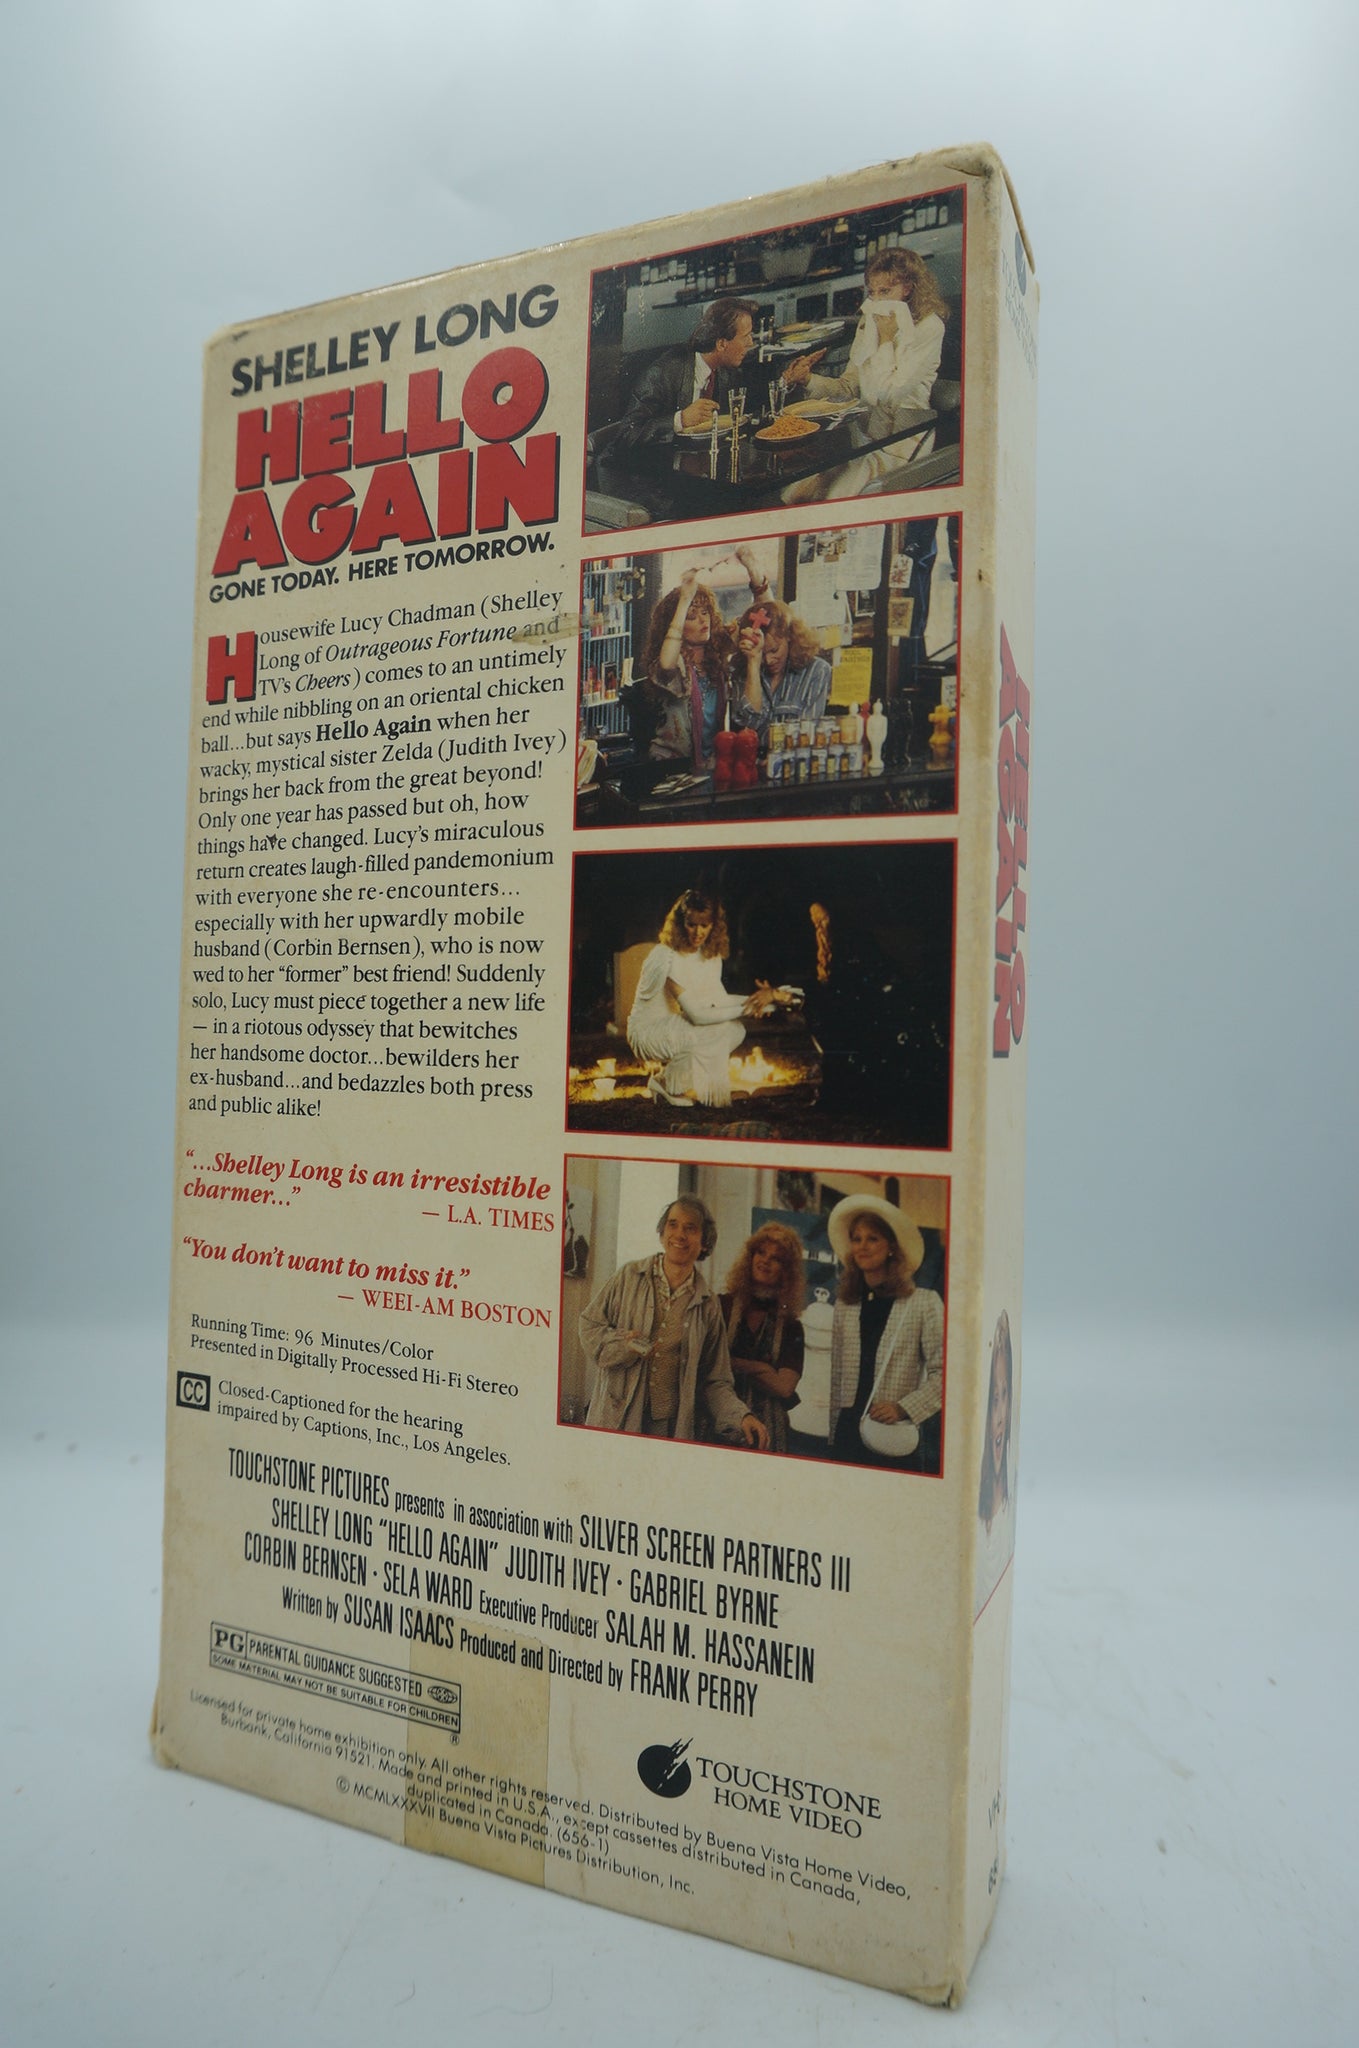 SHELLEY LONG
HELLO
AGAIN
GONE TODAY. HERE TOMORROW.
Housewife Lucy Chadman (Shelley
Long of Outrageous Fortune and
TV's Cheers) comes to an untimely
end while nibbling on an oriental chicken
ball...but says Hello Again when her
wacky, mystical sister Zelda (Judith Ivey)
brings her back from the great beyond!
Only one year has passed but oh, how
things have changed. Lucy's miraculous
return creates laugh-filled pandemonium
with everyone she re-encounters...
especially with her upwardly mobile
husband (Corbin Bernsen), who is now
wed to her "former" best friend! Suddenly
solo, Lucy must piece together a new life
— in a riotous odyssey that bewitches
her handsome doctor...bewilders her
ex-husband...and bedazzles both press
and public alike!
"...Shelley Long is an irresistible
charmer..."
— L.A. TIMES
"You don't want to miss it."
— WEEI-AM BOSTON
Running Time: 96 Minutes/Color
Presented in Digitally Processed Hi-Fi Stereo
CC Closed-Captioned for the hearing
impaired by Captions, Inc., Los Angeles.
TOUCHSTONE PICTURES presents in association with SILVER SCREEN PARTNERS III
SHELLEY LONG "HELLO AGAIN" JUDITH IVEY · GABRIEL BYRNE
CORBIN BERNSEN · SELA WARD Executive Producer SALAH M. HASSANEIN
Written by SUSAN ISAACS Produced and Directed by FRANK PERRY
PG PARENTAL GUIDANCE SUGGESTED
SOME MATERIAL MAY NOT BE SUITABLE FOR CHILDREN
®
TOUCHSTONE
HOME VIDEO
Licensed for private home exhibition only. All other rights reserved. Distributed by Buena Vista Home Video,
Burbank, California 91521. Made and printed in U.S.A., except cassettes distributed in Canada,
duplicated in Canada. (656-1)
© MCMLXXXVII Buena Vista Pictures Distribution, Inc.
HELLO
AGAIN